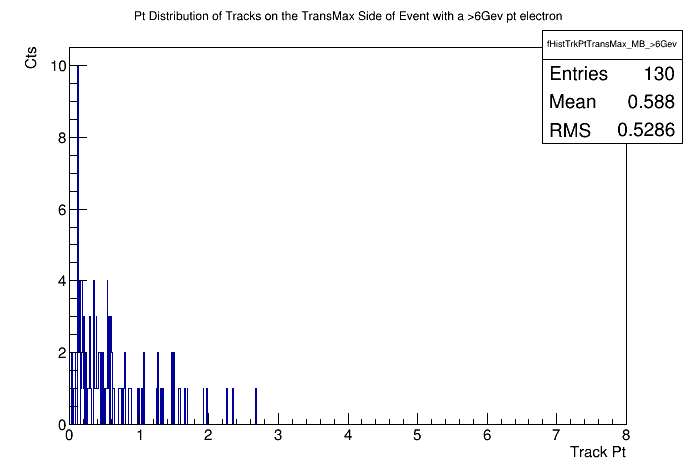 Pt Distribution of Tracks on the TransMax Side of Event with a >6Gev pt electron
Cts
fHistTrkPtTransMax_MB_>6Gev
Entries 130
Mean 0.588
RMS 0.5286
10
8
6
4
2
0
0 1 2 3 4 5 6 7 8
Track Pt